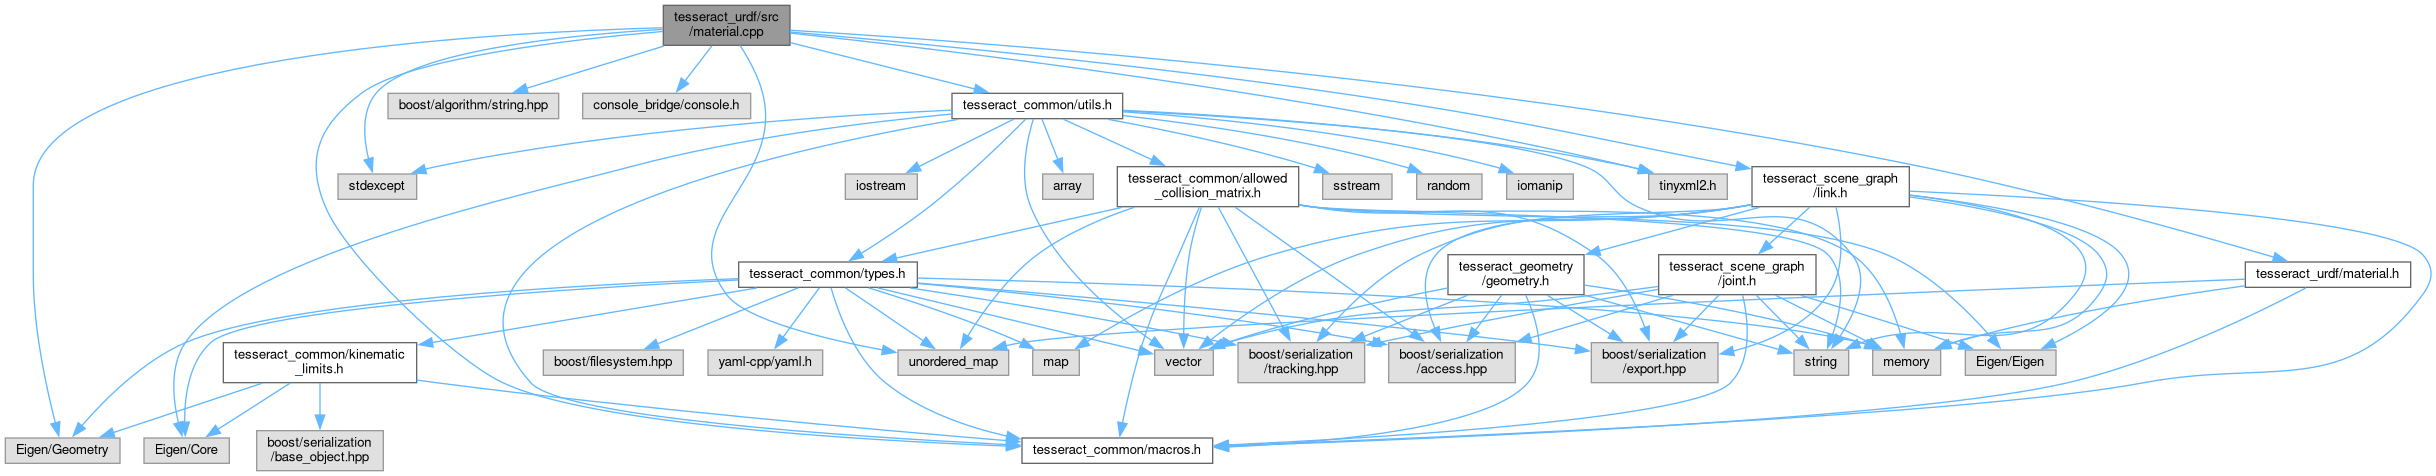 tesseract_urdf/src
/material.cpp
boost/algorithm/string.hpp
console_bridge/console.h
tesseract_common/utils.h
stdexcept
iostream
array
tesseract_common/allowed
_collision_matrix.h
sstream
random
iomanip
tinyxml2.h
tesseract_scene_graph
/link.h
tesseract_common/types.h
tesseract_geometry
/geometry.h
tesseract_scene_graph
/joint.h
tesseract_urdf/material.h
tesseract_common/kinematic
_limits.h
boost/filesystem.hpp
yaml-cpp/yaml.h
unordered_map
map
vector
boost/serialization
/tracking.hpp
boost/serialization
/access.hpp
boost/serialization
/export.hpp
string
memory
Eigen/Eigen
Eigen/Geometry
Eigen/Core
boost/serialization
/base_object.hpp
tesseract_common/macros.h